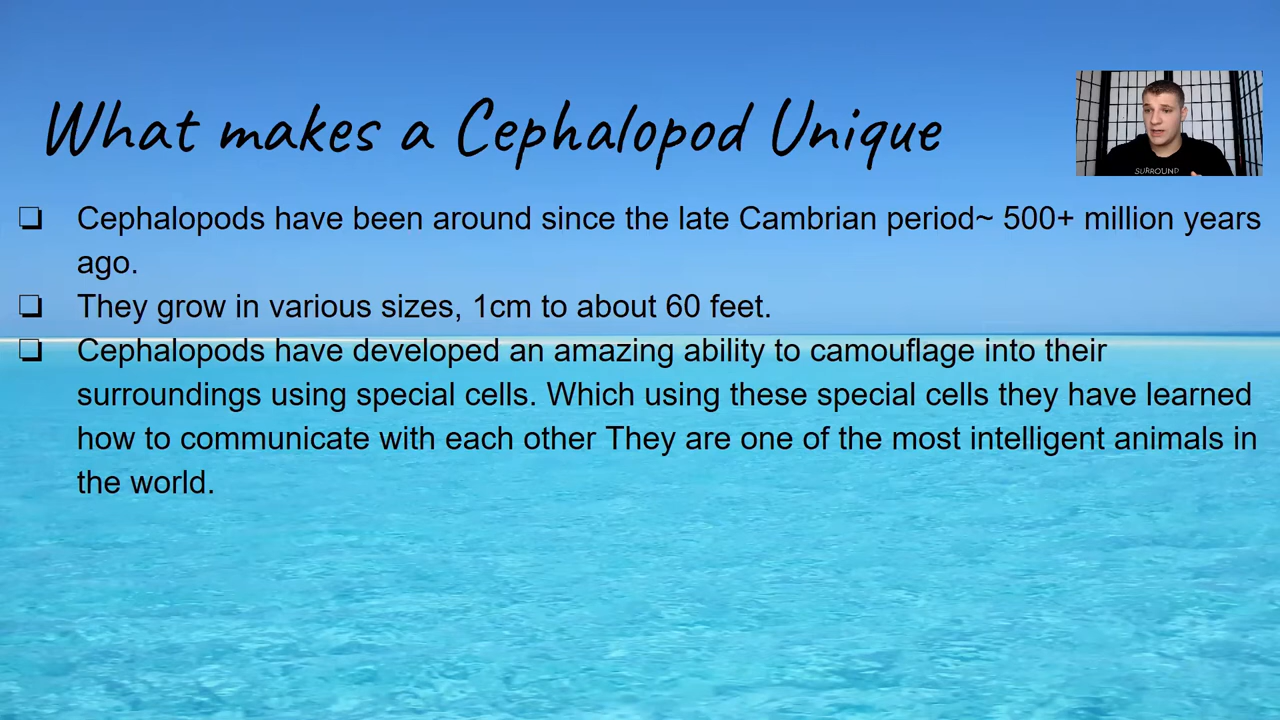 What makes a Cephalopod Unique
SURROUND
❏ Cephalopods have been around since the late Cambrian period~ 500+ million years
ago.
❏ They grow in various sizes, 1cm to about 60 feet.
❏ Cephalopods have developed an amazing ability to camouflage into their
surroundings using special cells. Which using these special cells they have learned
how to communicate with each other They are one of the most intelligent animals in
the world.